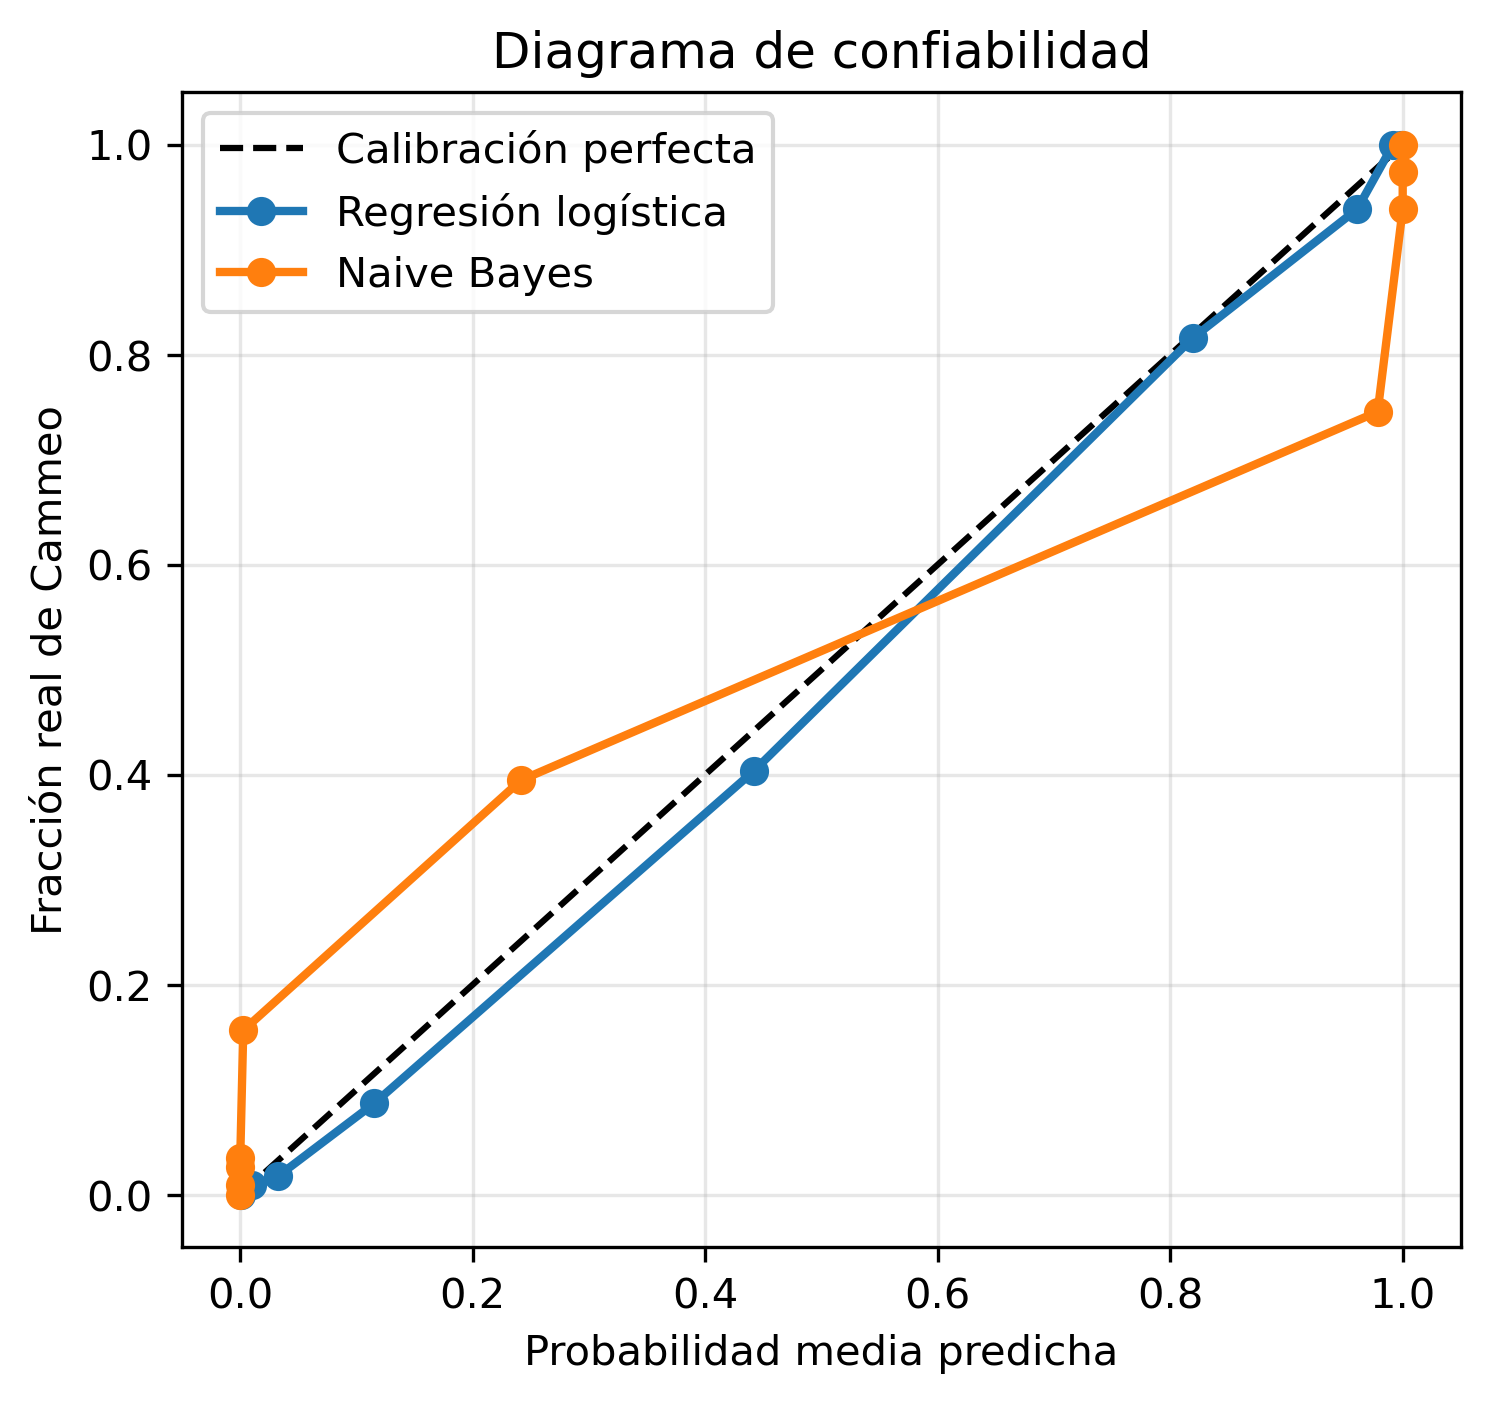 Diagrama de confiabilidad
Calibración perfecta
Regresión logística
Naive Bayes
Fracción real de Cammeo
1.0
0.8
0.6
0.4
0.2
0.0
0.0 0.2 0.4 0.6 0.8 1.0
Probabilidad media predicha